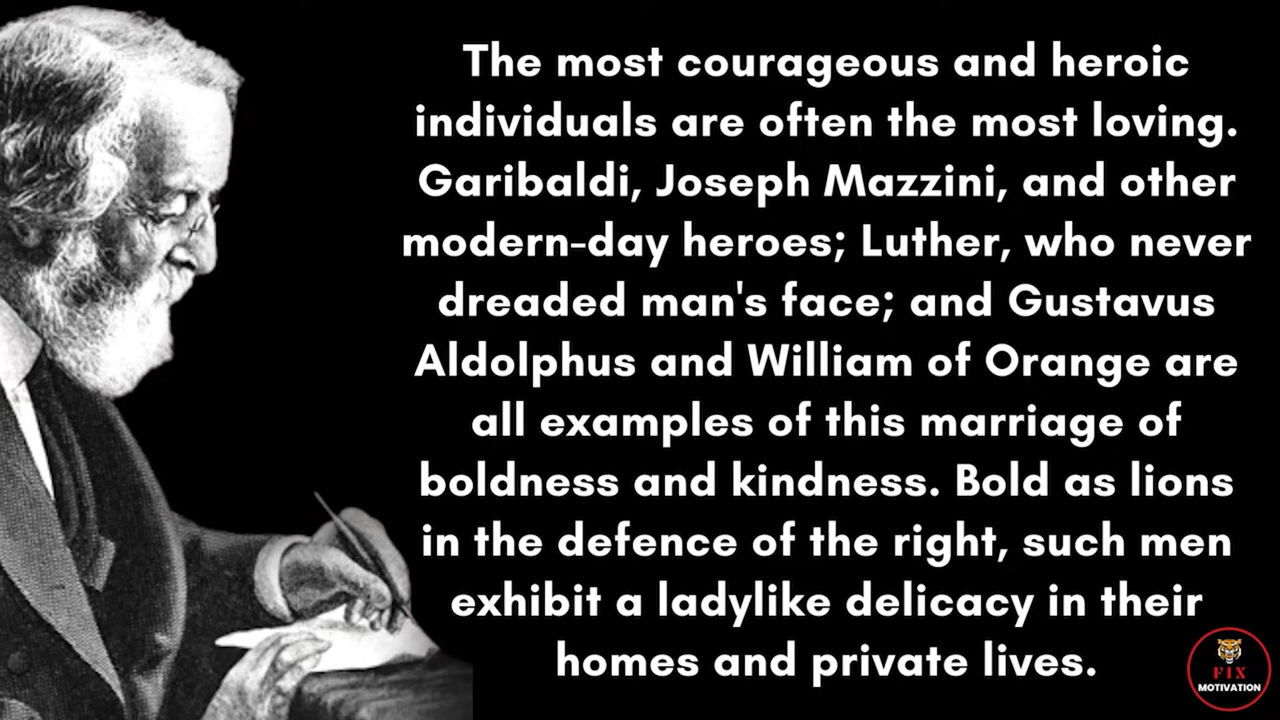 The most courageous and heroic
individuals are often the most loving.
Garibaldi, Joseph Mazzini, and other
modern-day heroes; Luther, who never
dreaded man's face; and Gustavus
Aldolphus and William of Orange are
all examples of this marriage of
boldness and kindness. Bold as lions
in the defence of the right, such men
exhibit a ladylike delicacy in their
homes and private lives.
FIX
MOTIVATION